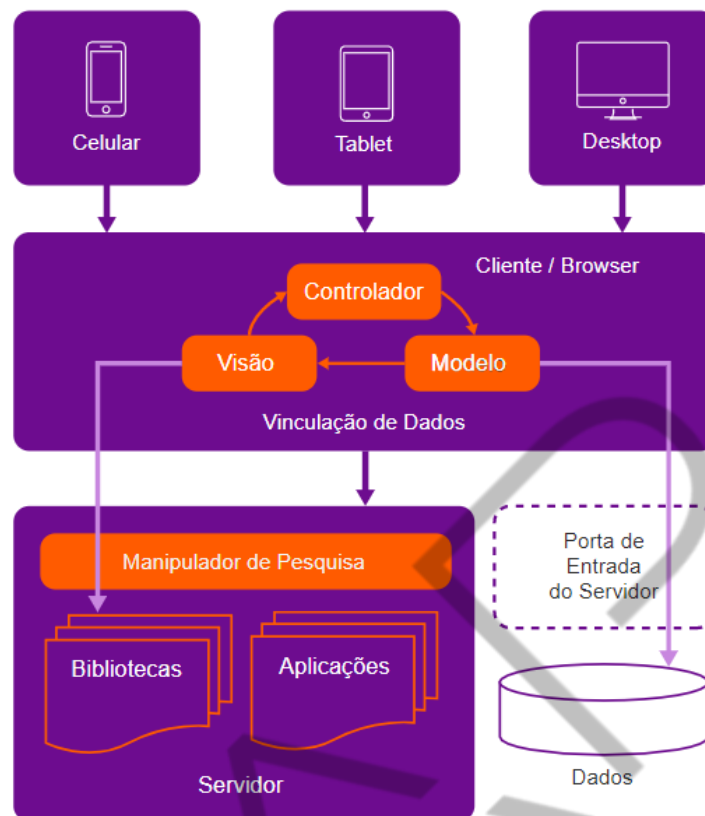 Celular
Tablet
Desktop
Cliente / Browser
Controlador
Visão
Modelo
Vinculação de Dados
Manipulador de Pesquisa
Porta de
Entrada
do Servidor
Bibliotecas
Aplicações
Servidor
Dados